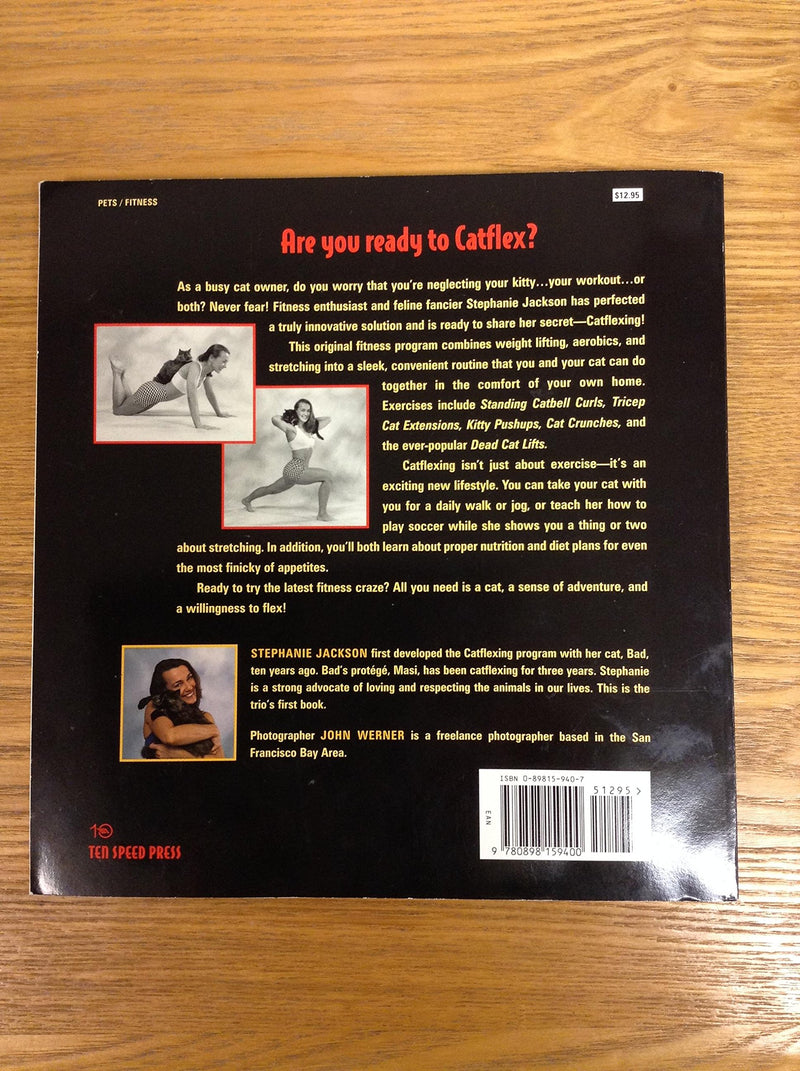 PETS / FITNESS
$12.95
Are you ready to Catflex?
As a busy cat owner, do you worry that you're neglecting your kitty...your workout...or
both? Never fear! Fitness enthusiast and feline fancier Stephanie Jackson has perfected
a truly innovative solution and is ready to share her secret—Catflexing!
This original fitness program combines weight lifting, aerobics, and
stretching into a sleek, convenient routine that you and your cat can do
together in the comfort of your own home.
Exercises include Standing Catbell Curls, Tricep
Cat Extensions, Kitty Pushups, Cat Crunches, and
the ever-popular Dead Cat Lifts.
Catflexing isn't just about exercise—it's an
exciting new lifestyle. You can take your cat with
you for a daily walk or jog, or teach her how to
play soccer while she shows you a thing or two
about stretching. In addition, you'll both learn about proper nutrition and diet plans for even
the most finicky of appetites.
Ready to try the latest fitness craze? All you need is a cat, a sense of adventure, and
a willingness to flex!
STEPHANIE JACKSON first developed the Catflexing program with her cat, Bad,
ten years ago. Bad's protégé, Masi, has been catflexing for three years. Stephanie
is a strong advocate of loving and respecting the animals in our lives. This is the
trio's first book.
Photographer JOHN WERNER is a freelance photographer based in the San
Francisco Bay Area.
ISBN 0-89815-940-7
51295 >
EAN
9 780898 159400
10
TEN SPEED PRESS